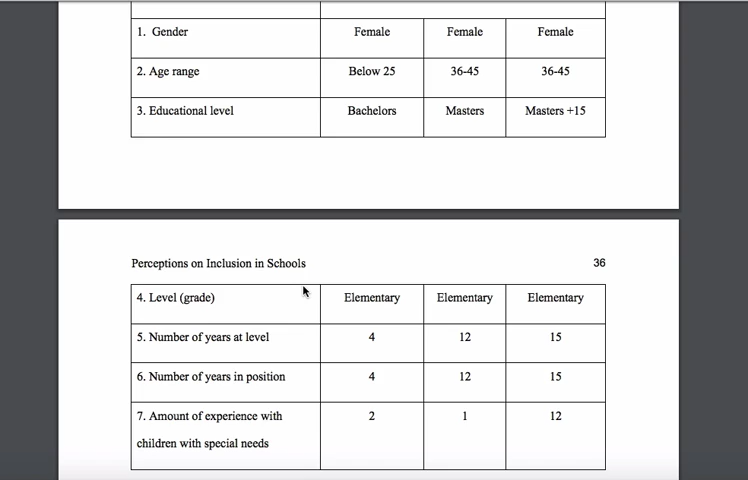 1. Gender Female Female Female
2. Age range Below 25 36-45 36-45
3. Educational level Bachelors Masters Masters +15
Perceptions on Inclusion in Schools 36
4. Level (grade) Elementary Elementary Elementary
5. Number of years at level 4 12 15
6. Number of years in position 4 12 15
7. Amount of experience with 2 1 12
children with special needs